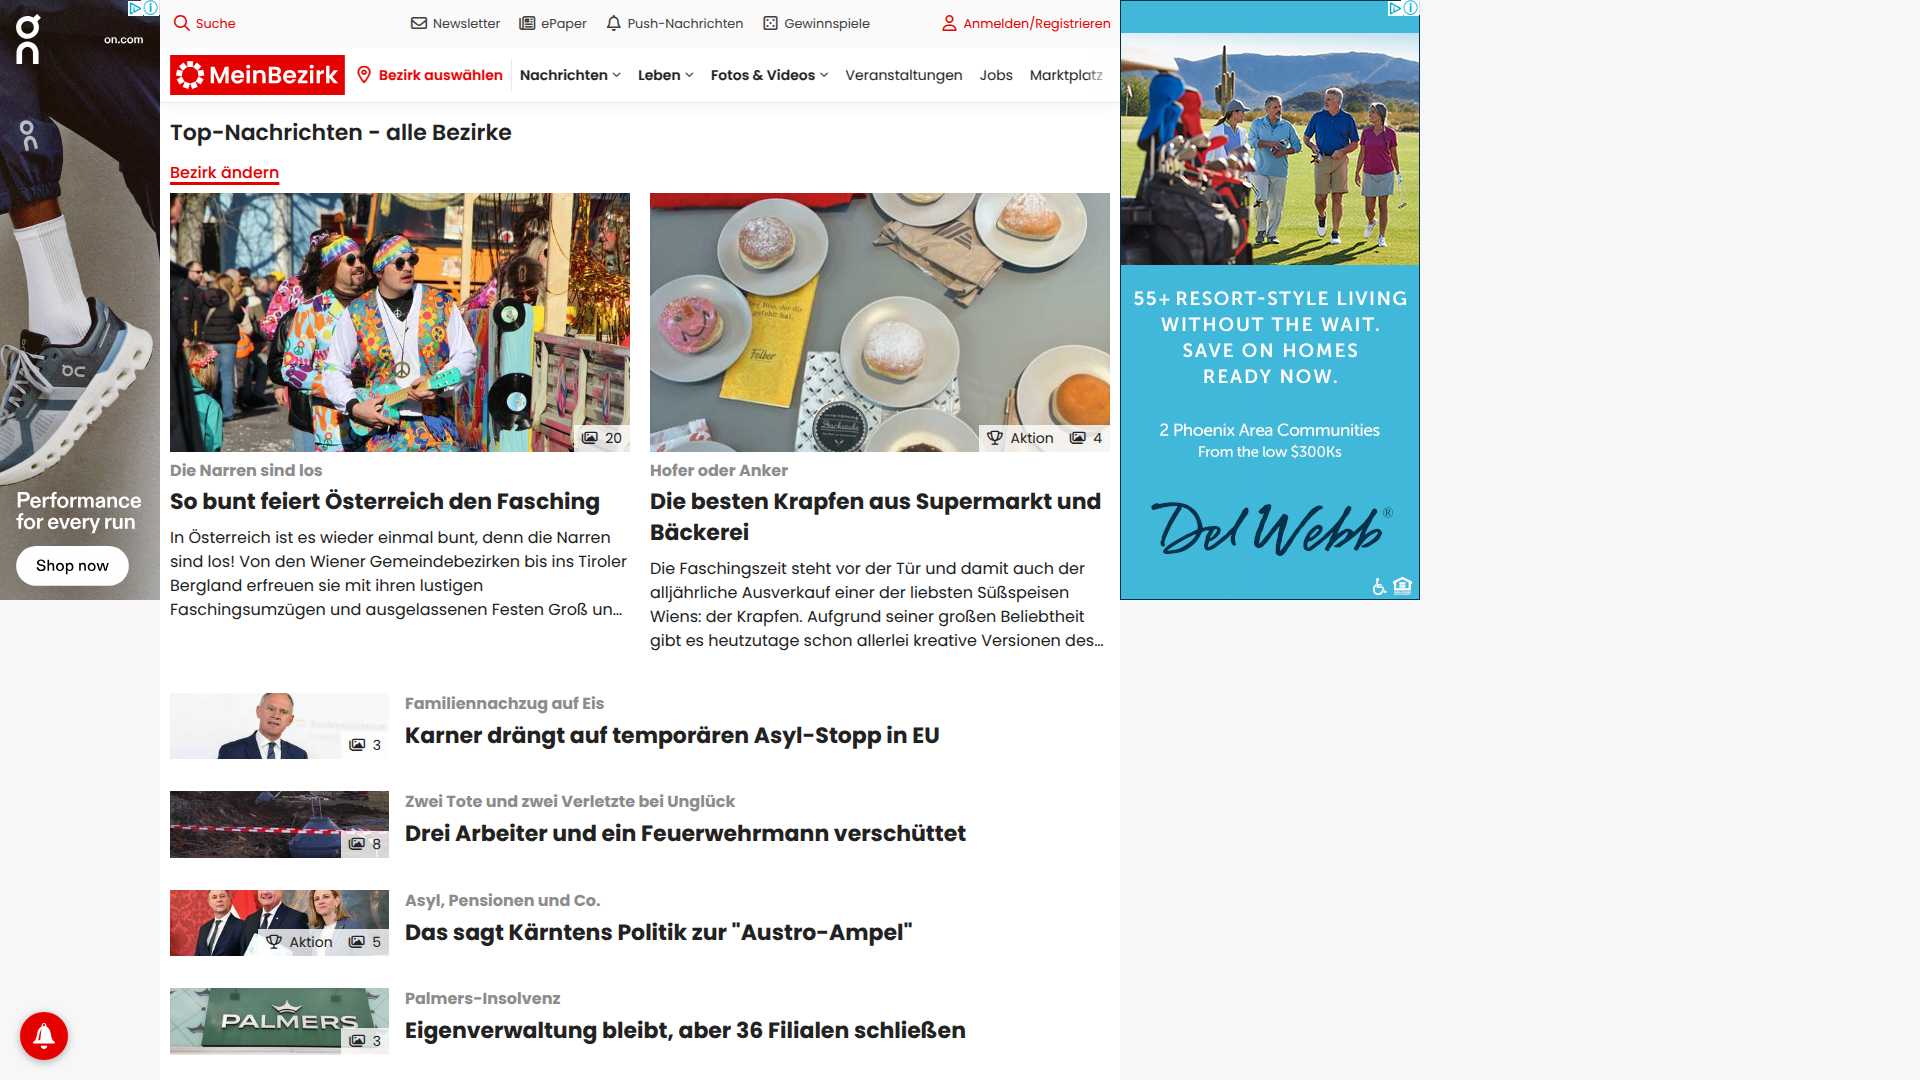 on.com
Suche
Newsletter
ePaper
Push-Nachrichten
Gewinnspiele
Anmelden/Registrieren
MeinBezirk
Bezirk auswählen
Nachrichten
Leben
Fotos & Videos
Veranstaltungen
Jobs
Marktplatz
Top-Nachrichten - alle Bezirke
Bezirk ändern
20
Die Narren sind los
So bunt feiert Österreich den Fasching
In Österreich ist es wieder einmal bunt, denn die Narren
sind los! Von den Wiener Gemeindebezirken bis ins Tiroler
Bergland erfreuen sie mit ihren lustigen
Faschingsumzügen und ausgelassenen Festen Groß un...
Felber
Aktion 4
Hofer oder Anker
Die besten Krapfen aus Supermarkt und
Bäckerei
Die Faschingszeit steht vor der Tür und damit auch der
alljährliche Ausverkauf einer der liebsten Süßspeisen
Wiens: der Krapfen. Aufgrund seiner großen Beliebtheit
gibt es heutzutage schon allerlei kreative Versionen des...
3
Familiennachzug auf Eis
Karner drängt auf temporären Asyl-Stopp in EU
8
Zwei Tote und zwei Verletzte bei Unglück
Drei Arbeiter und ein Feuerwehrmann verschüttet
Aktion 5
Asyl, Pensionen und Co.
Das sagt Kärntens Politik zur "Austro-Ampel"
PALMERS
3
Palmers-Insolvenz
Eigenverwaltung bleibt, aber 36 Filialen schließen
on
Performance
for every run
Shop now
55+ RESORT-STYLE LIVING
WITHOUT THE WAIT.
SAVE ON HOMES
READY NOW.
2 Phoenix Area Communities
From the low $300Ks
Del Webb®